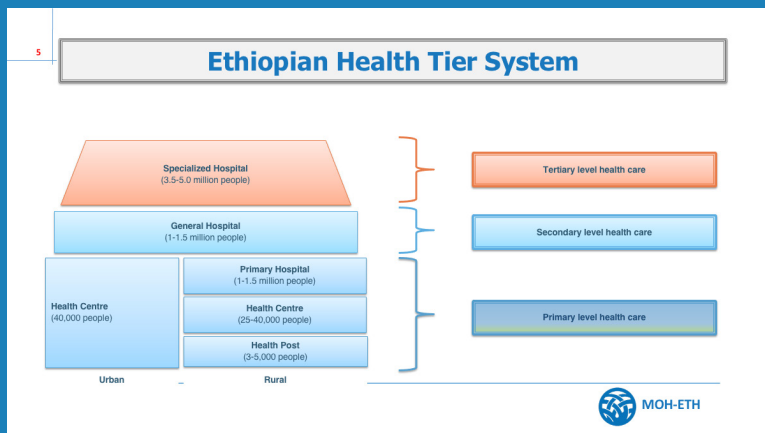 5
Ethiopian Health Tier System
Specialized Hospital
(3.5-5.0 million people)
Tertiary level health care
General Hospital
(1-1.5 million people)
Secondary level health care
Health Centre
(40,000 people)
Primary Hospital
(1-1.5 million people)
Health Centre
(25-40,000 people)
Health Post
(3-5,000 people)
Primary level health care
Urban
Rural
MOH-ETH